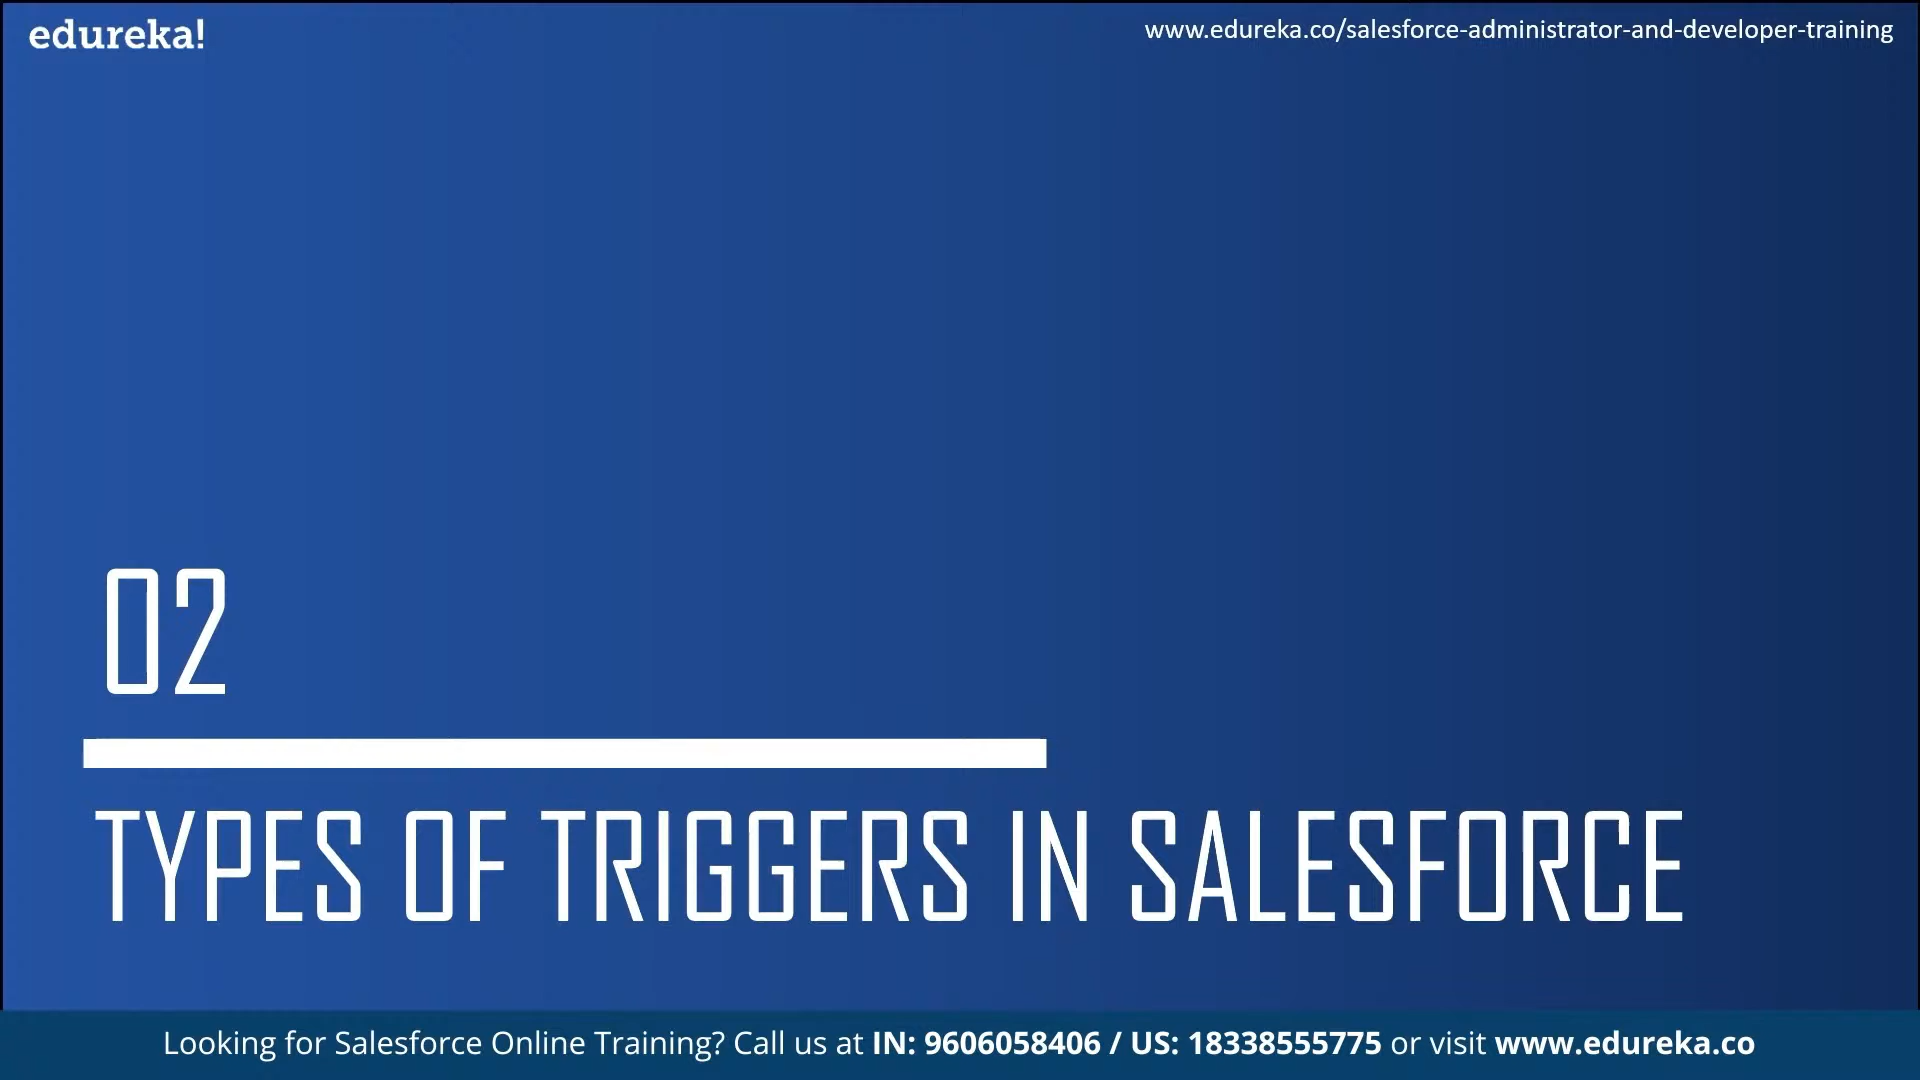 edureka!
www.edureka.co/salesforce-administrator-and-developer-training
02
TYPES OF TRIGGERS IN SALESFORCE
Looking for Salesforce Online Training? Call us at IN: 9606058406 / US: 18338555775 or visit www.edureka.co